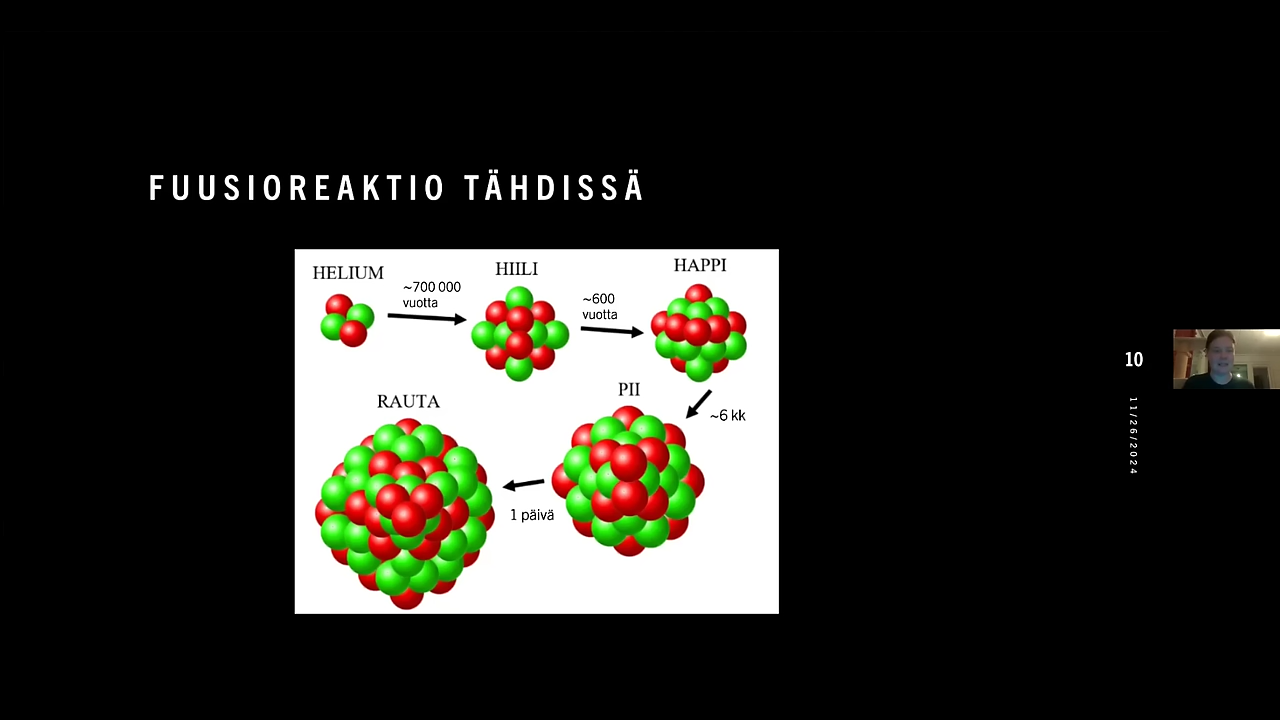 FUUSIOREAKTIO TÄHDISSÄ
HELIUM
~700 000
vuotta
HIILI
~600
vuotta
HAPPI
~6 kk
PII
1 päivä
RAUTA
10
11/26/2024